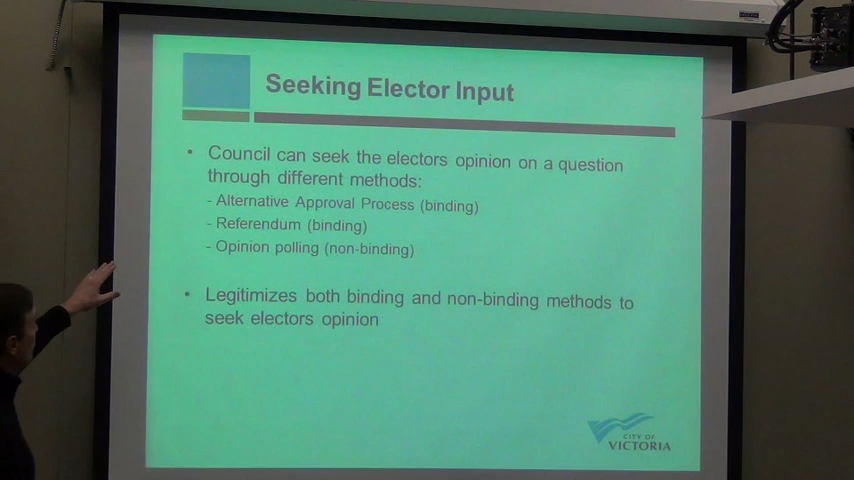 Seeking Elector Input
• Council can seek the electors opinion on a question
through different methods:
- Alternative Approval Process (binding)
- Referendum (binding)
- Opinion polling (non-binding)
• Legitimizes both binding and non-binding methods to
seek electors opinion
CITY OF
VICTORIA